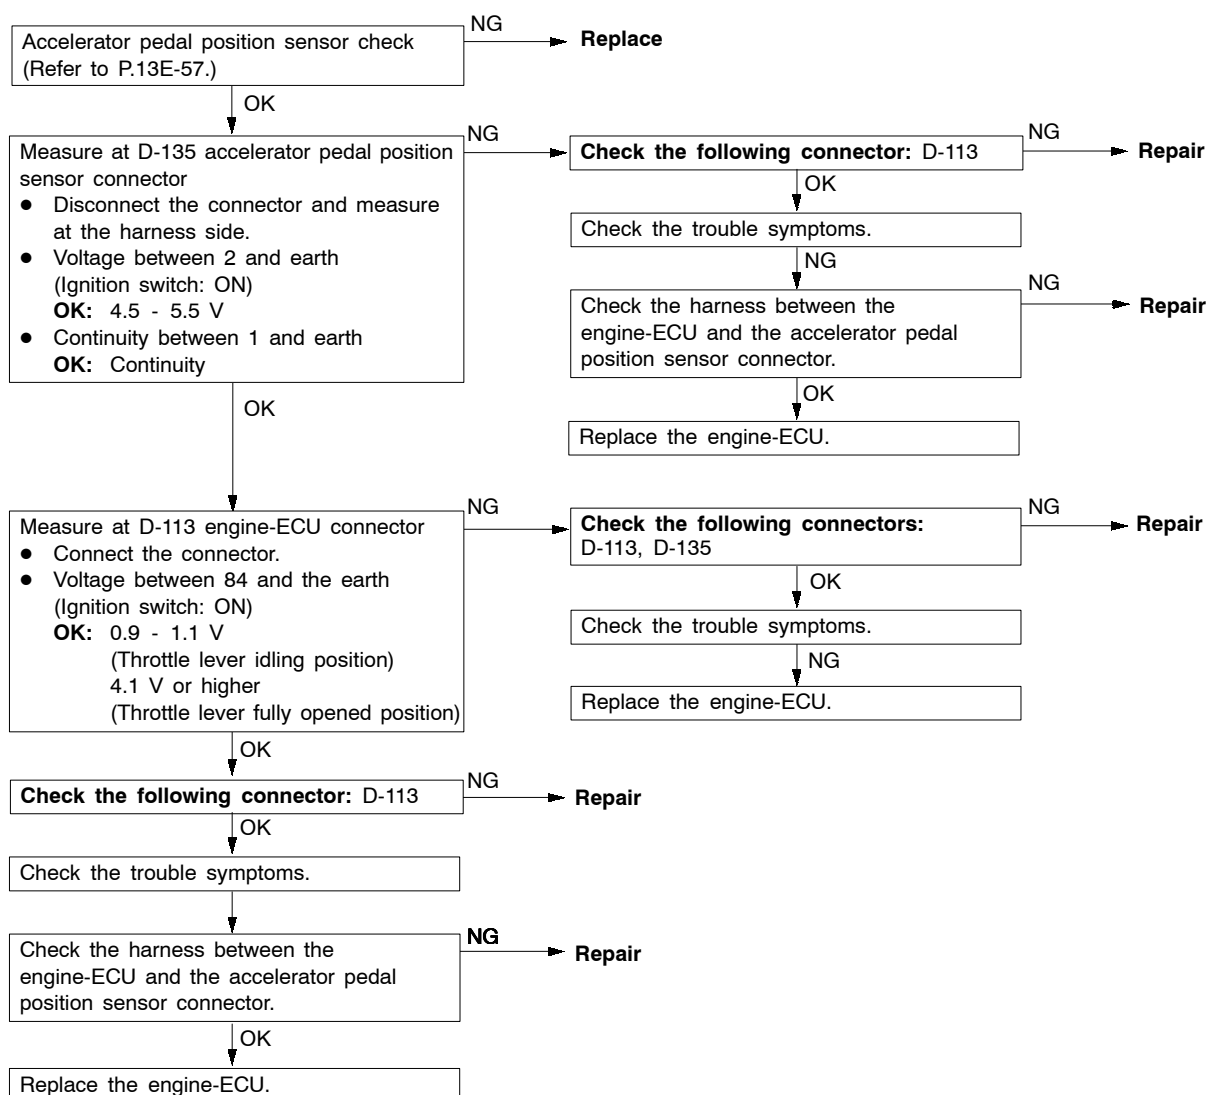 Accelerator pedal position sensor check
(Refer to P.13E-57.)
NG
Replace
OK
Measure at D-135 accelerator pedal position
sensor connector
● Disconnect the connector and measure
at the harness side.
● Voltage between 2 and earth
(Ignition switch: ON)
OK: 4.5 - 5.5 V
● Continuity between 1 and earth
OK: Continuity
NG
Check the following connector: D-113
NG
Repair
OK
Check the trouble symptoms.
NG
Check the harness between the
engine-ECU and the accelerator pedal
position sensor connector.
NG
Repair
OK
Replace the engine-ECU.
OK
Measure at D-113 engine-ECU connector
● Connect the connector.
● Voltage between 84 and the earth
(Ignition switch: ON)
OK: 0.9 - 1.1 V
(Throttle lever idling position)
4.1 V or higher
(Throttle lever fully opened position)
NG
Check the following connectors:
D-113, D-135
NG
Repair
OK
Check the trouble symptoms.
NG
Replace the engine-ECU.
OK
Check the following connector: D-113
NG
Repair
OK
Check the trouble symptoms.
Check the harness between the
engine-ECU and the accelerator pedal
position sensor connector.
NG
Repair
OK
Replace the engine-ECU.